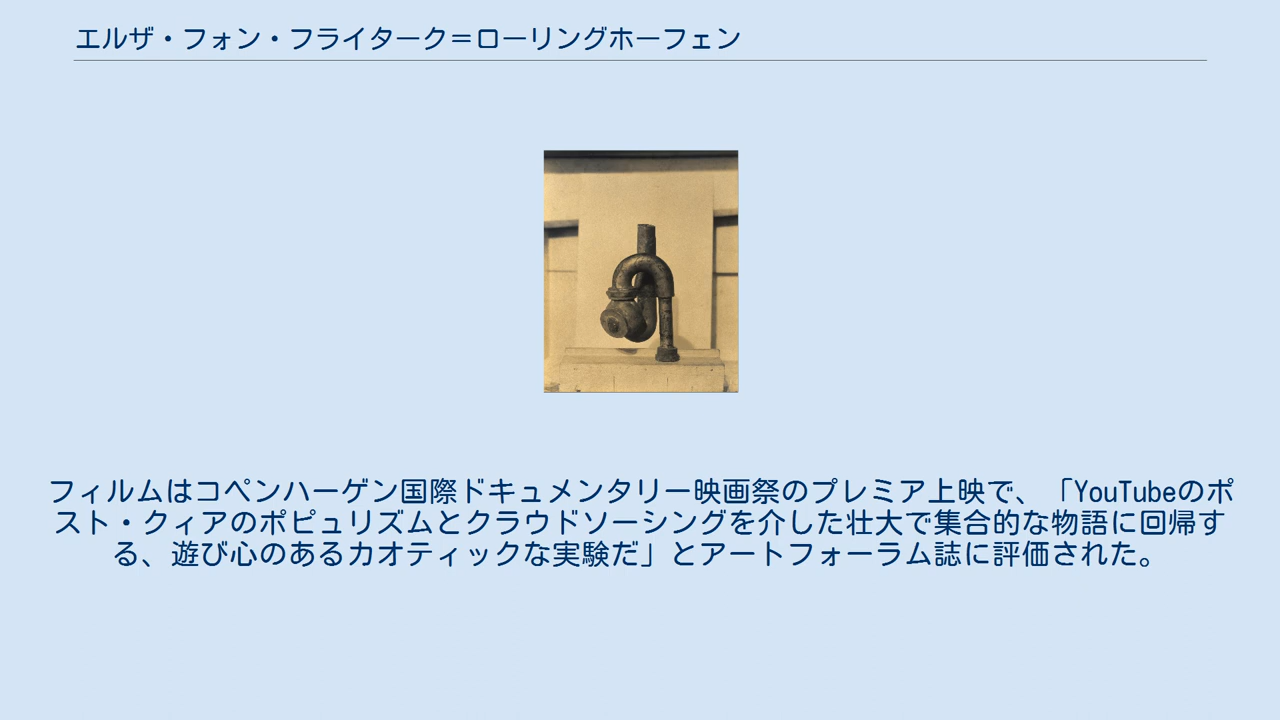 エルザ・フォン・フライターク＝ローリングホーフェン
フィルムはコペンハーゲン国際ドキュメンタリー映画祭のプレミア上映で、「YouTubeのポ
スト・クィアのポピュリズムとクラウドソーシングを介した壮大で集合的な物語に回帰す
る、遊び心のあるカオティックな実験だ」とアートフォーラム誌に評価された。